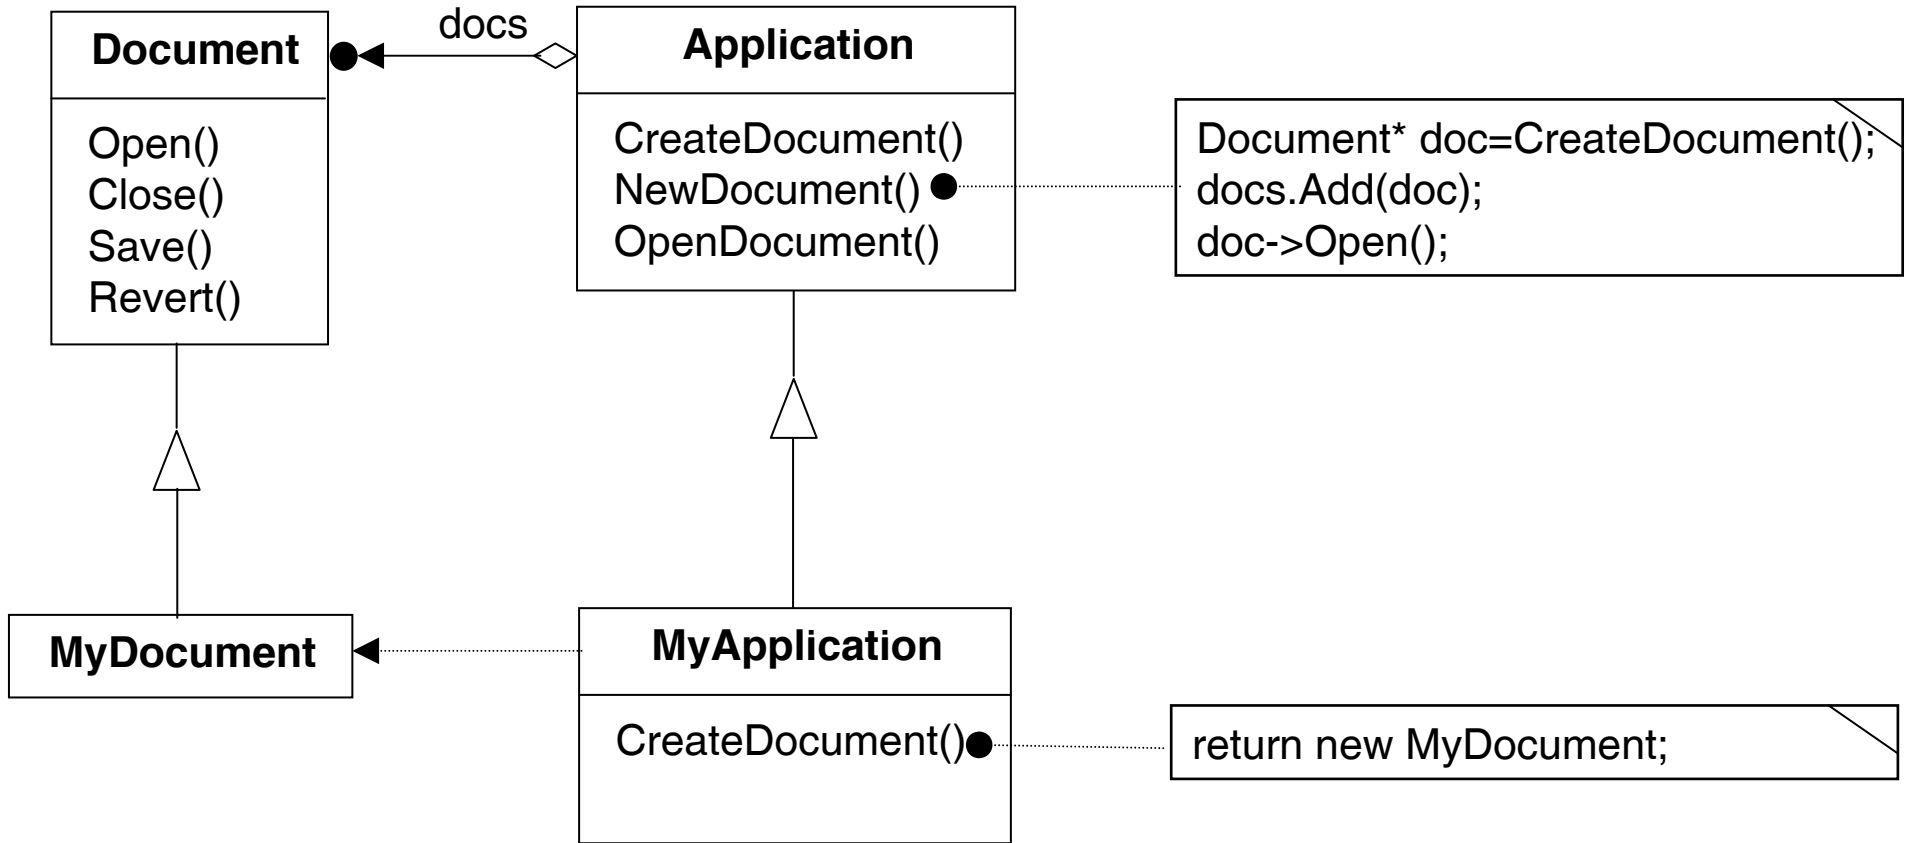 Document
Open()
Close()
Save()
Revert()
docs
Application
CreateDocument()
NewDocument()
OpenDocument()
Document* doc=CreateDocument();
docs.Add(doc);
doc->Open();
MyDocument
MyApplication
CreateDocument()
return new MyDocument;